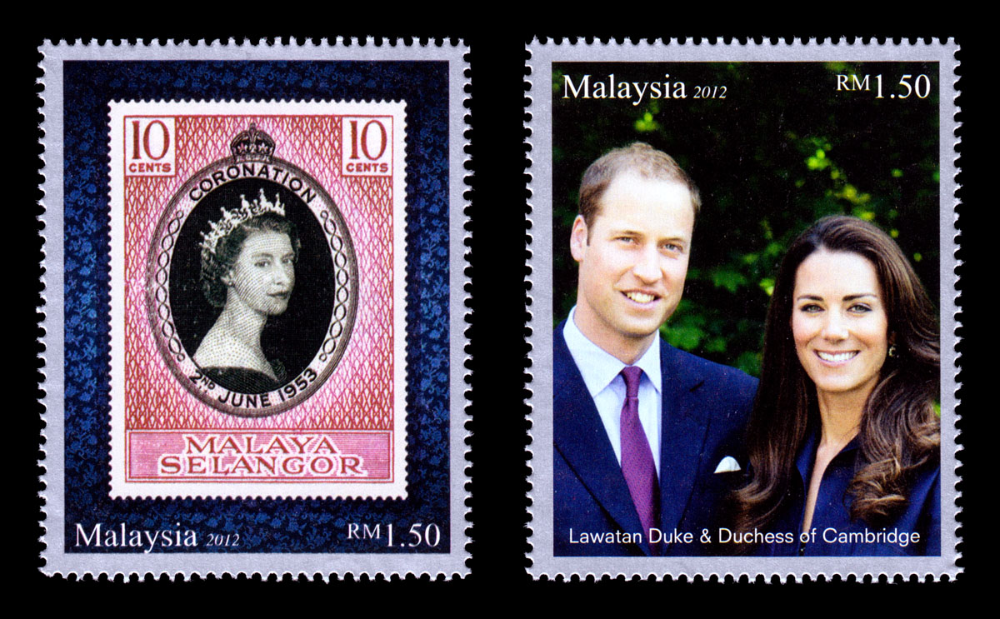 10
CENTS
10
CENTS
CORONATION
2ND JUNE 1953
MALAYA
SELANGOR
Malaysia 2012
RM1.50
Malaysia 2012
RM1.50
Lawatan Duke & Duchess of Cambridge